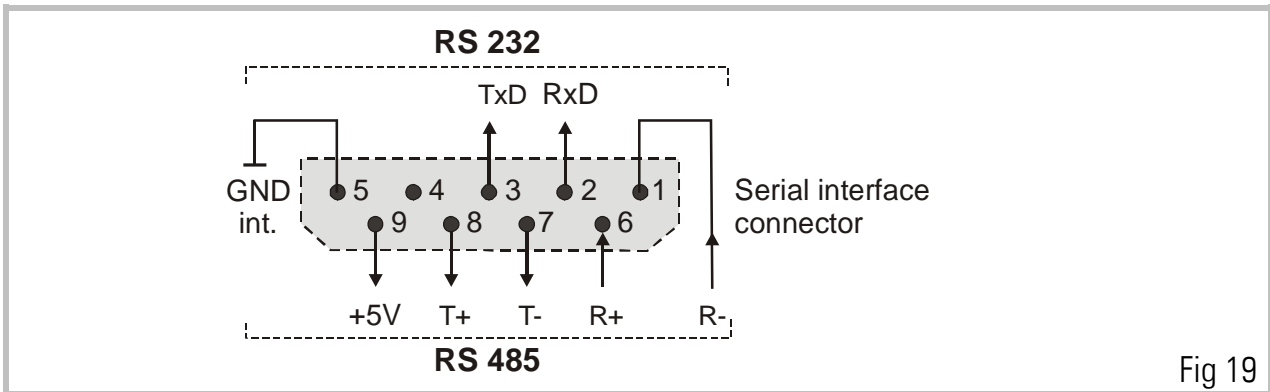 RS 232
TxD RxD
GND
int.
5 4 3 2 1
9 8 7 6
Serial interface
connector
+5V T+ T- R+ R-
RS 485
Fig 19